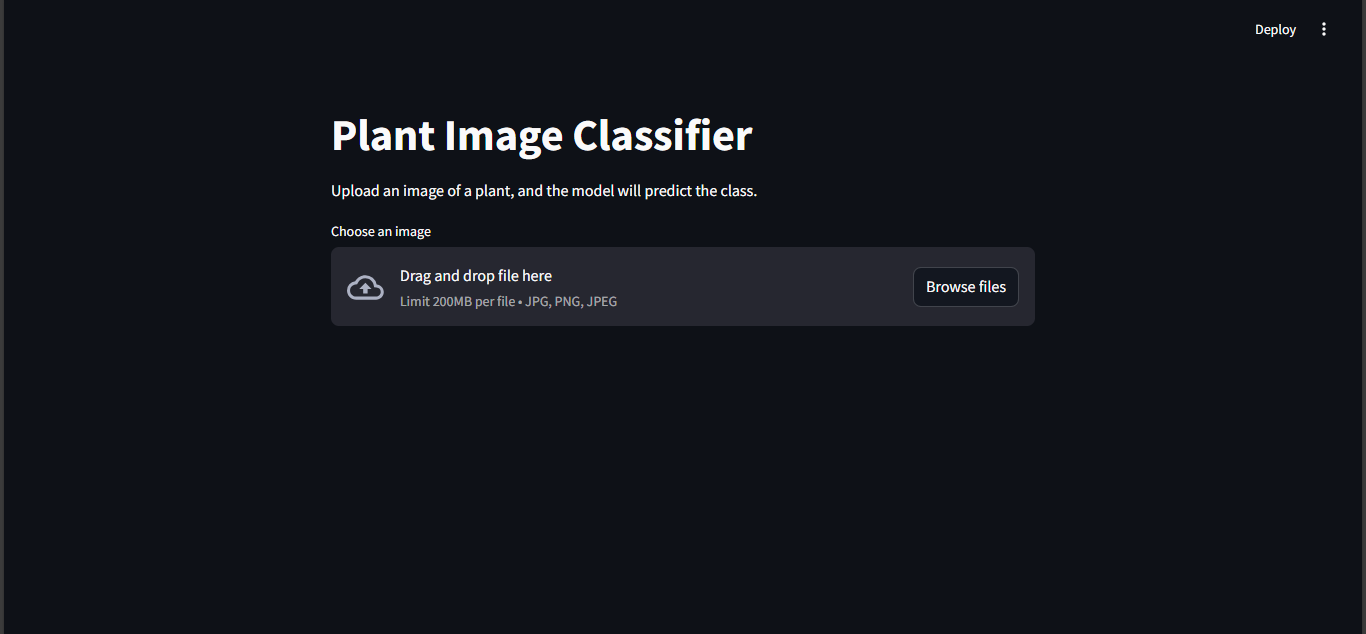 Deploy
Plant Image Classifier
Upload an image of a plant, and the model will predict the class.
Choose an image
Drag and drop file here
Limit 200MB per file • JPG, PNG, JPEG
Browse files